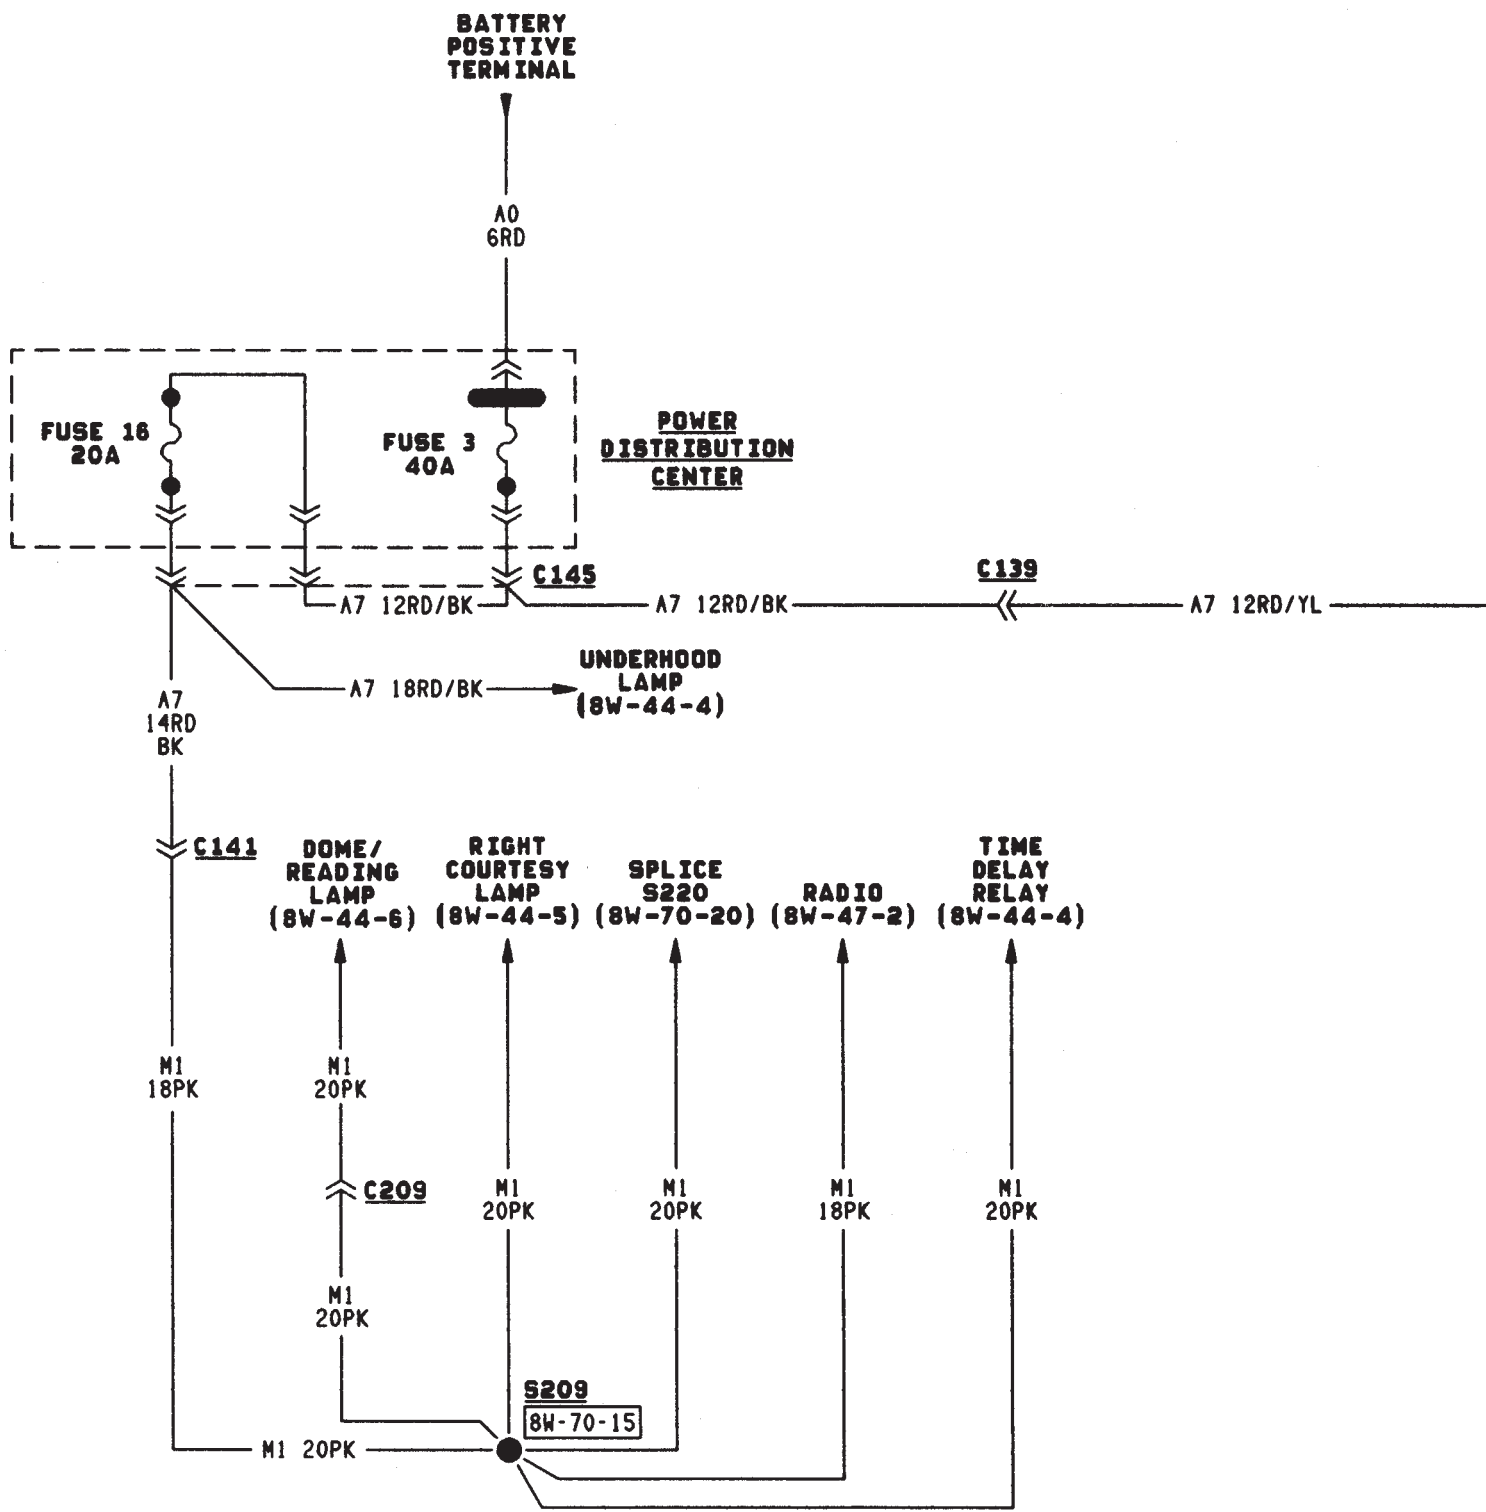 BATTERY
POSITIVE
TERMINAL
A0
6RD
FUSE 16
20A
FUSE 3
40A
POWER
DISTRIBUTION
CENTER
C145
C139
A7 12RD/BK
A7 12RD/BK
A7 12RD/YL
UNDERHOOD
LAMP
(8W-44-4)
A7 18RD/BK
A7
14RD
BK
C141
DOME/
READING
LAMP
(8W-44-6)
RIGHT
COURTESY
LAMP
(8W-44-5)
SPLICE
S220
(8W-70-20)
RADIO
(8W-47-2)
TIME
DELAY
RELAY
(8W-44-4)
M1
18PK
M1
20PK
C209
M1
20PK
M1
20PK
M1
18PK
M1
20PK
M1
20PK
S209
8W-70-15
M1 20PK